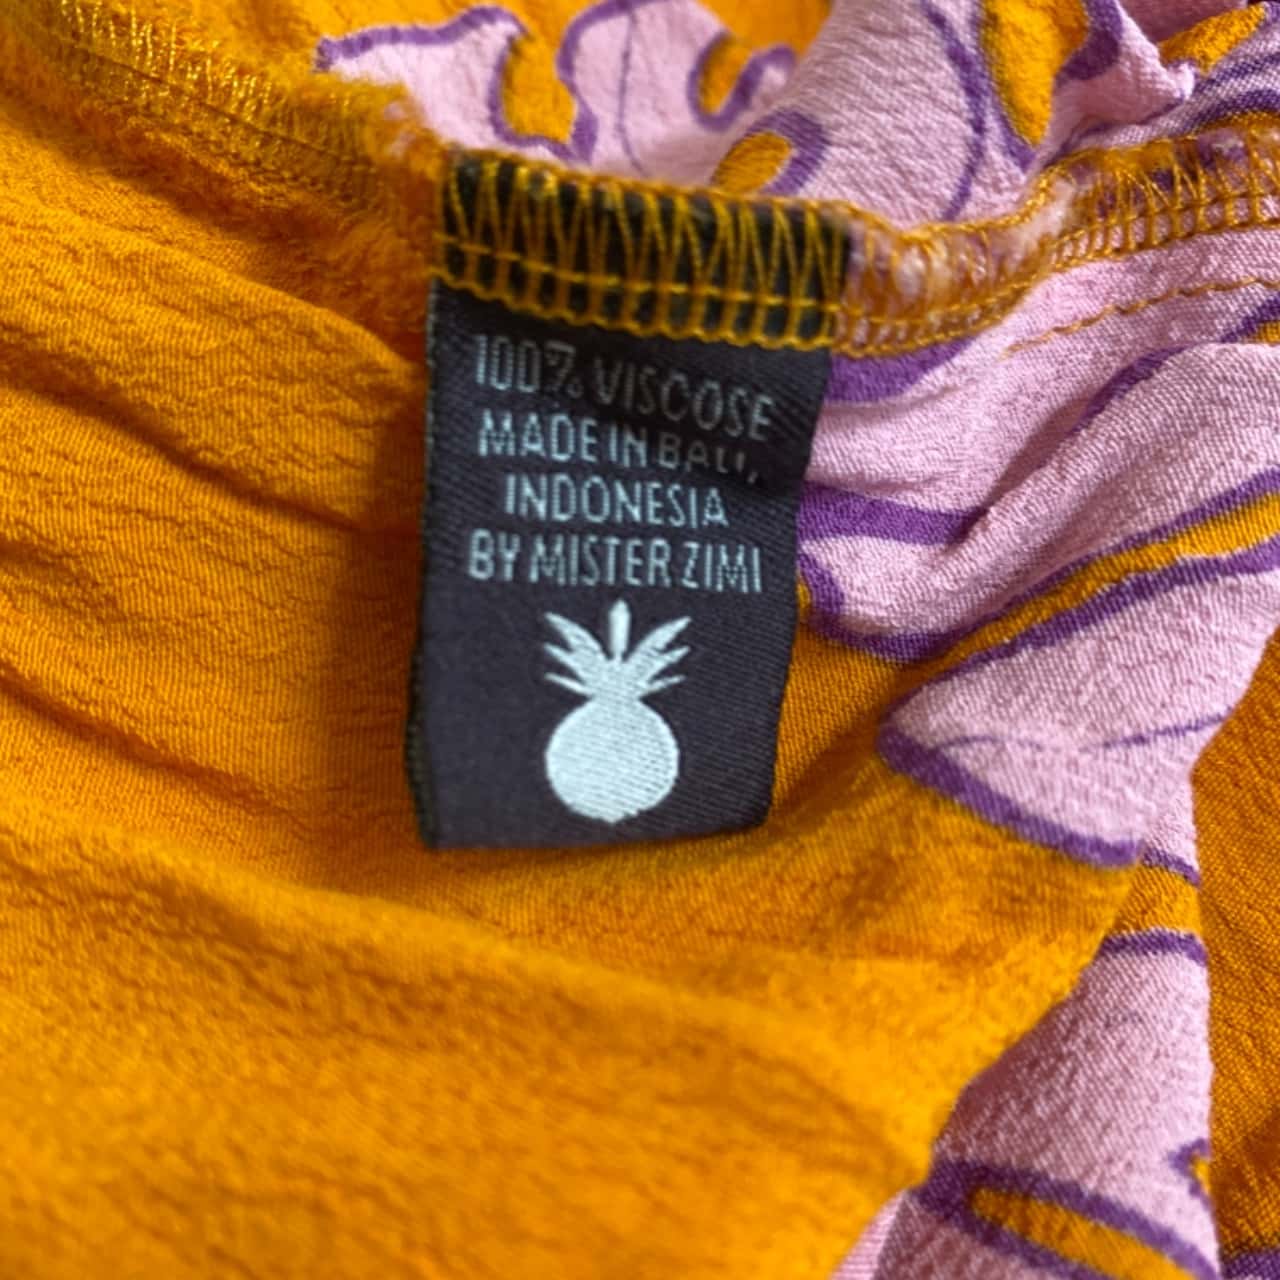 100% VISCOSE
MADE IN BALI,
INDONESIA
BY MISTER ZIMI